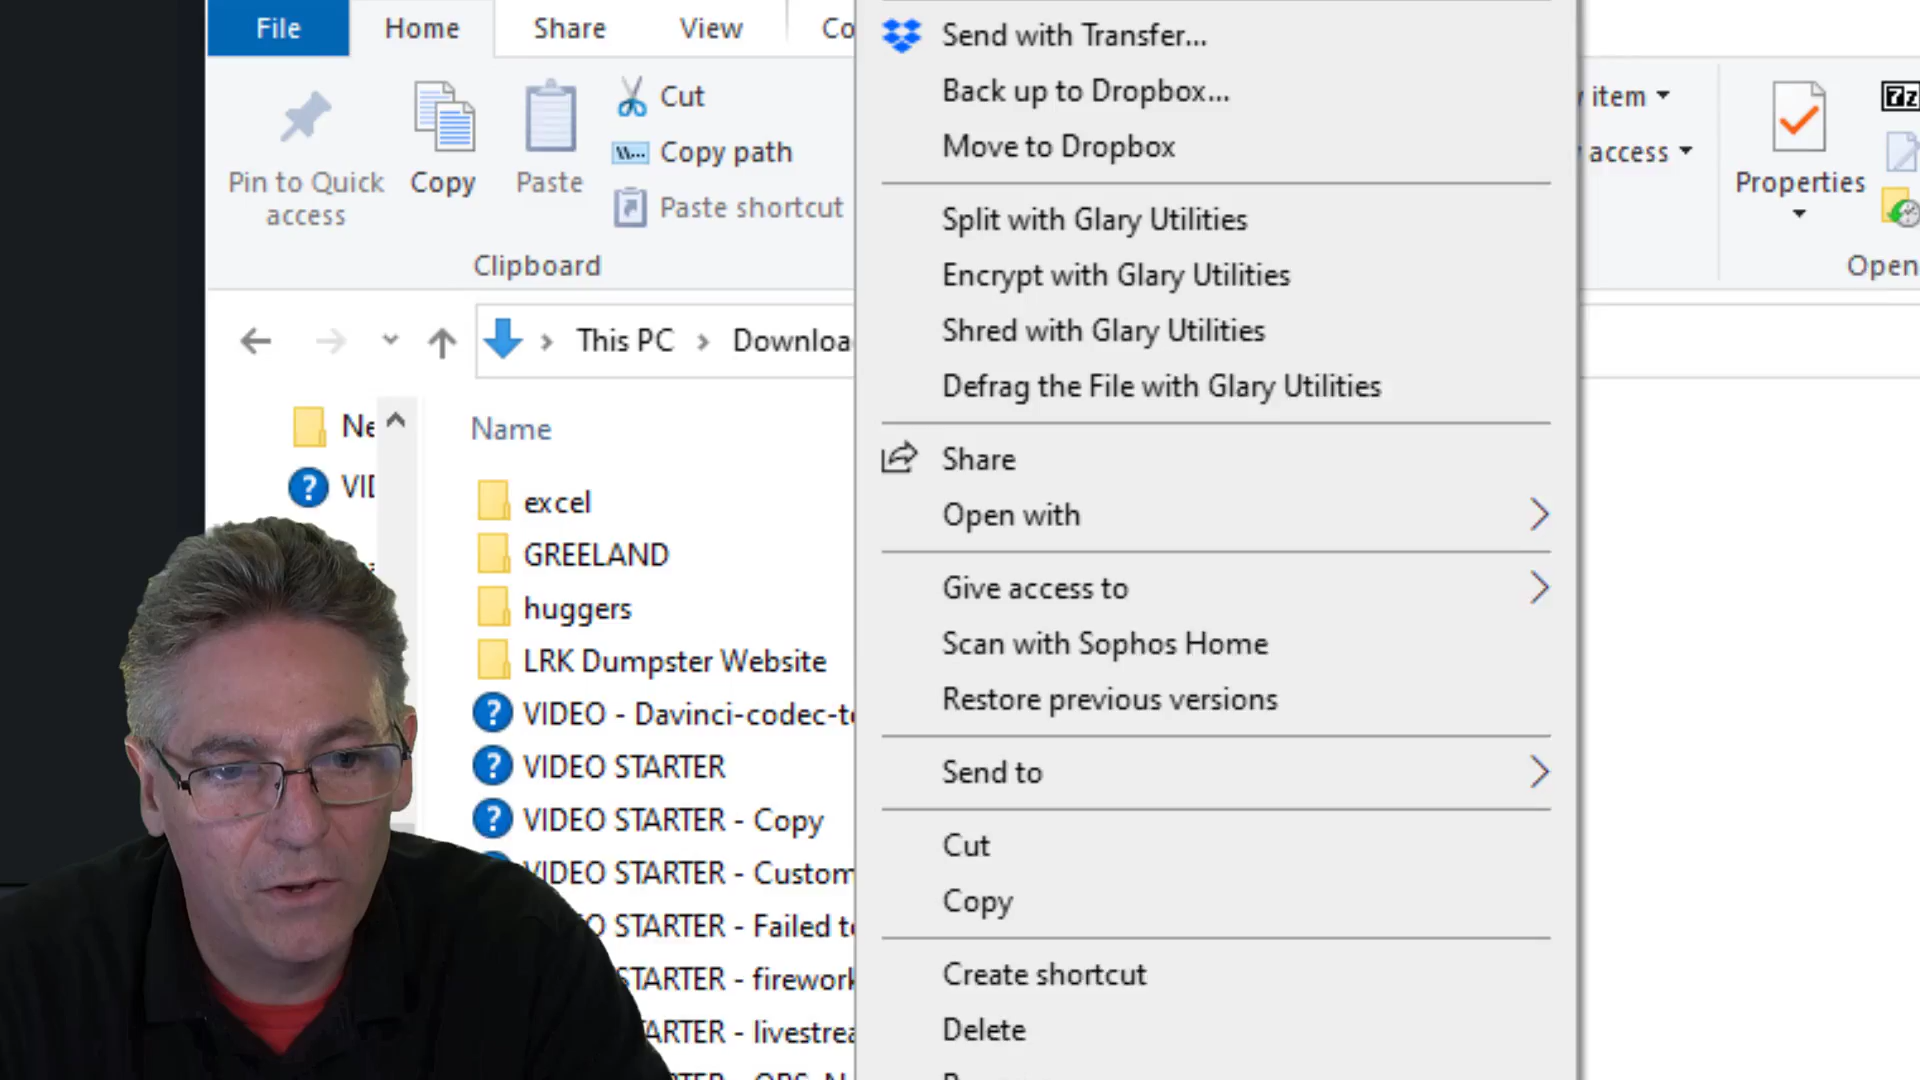 File
Home
Share
View
Co
Pin to Quick
access
Copy
Paste
Cut
Copy path
Paste shortcut
Clipboard
item
access
Properties
7z
Open
This PC
Downloa
Ne
VID
Name
excel
GREELAND
huggers
LRK Dumpster Website
VIDEO - Davinci-codec-t
VIDEO STARTER
VIDEO STARTER - Copy
VIDEO STARTER - Custom
O STARTER - Failed t
STARTER - firework
ARTER - livestrea
Send with Transfer...
Back up to Dropbox...
Move to Dropbox
Split with Glary Utilities
Encrypt with Glary Utilities
Shred with Glary Utilities
Defrag the File with Glary Utilities
Share
Open with
Give access to
Scan with Sophos Home
Restore previous versions
Send to
Cut
Copy
Create shortcut
Delete